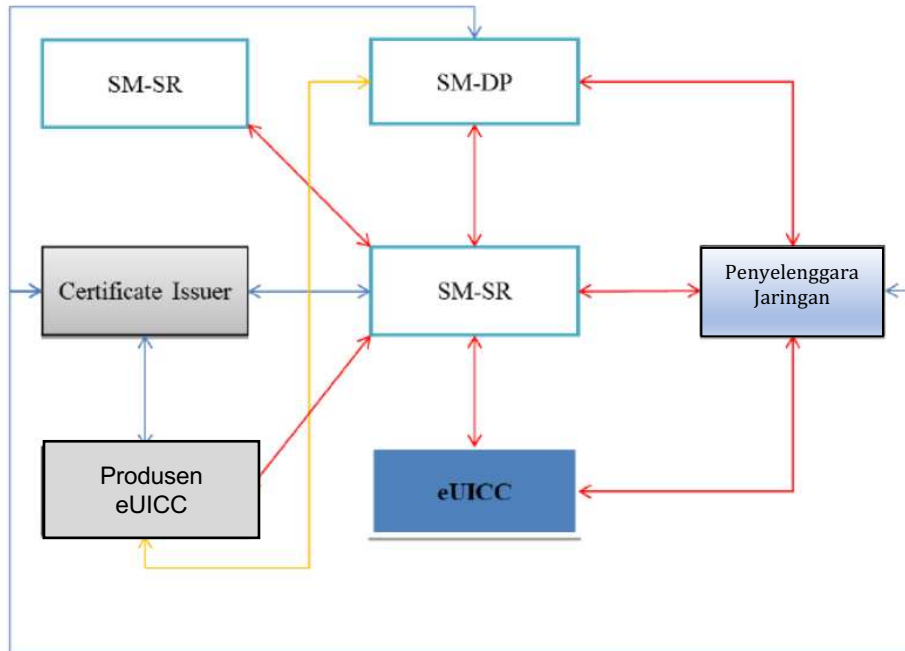 SM-SR
SM-DP
Certificate Issuer
SM-SR
Penyelenggara
Jaringan
Produsen
eUICC
eUICC